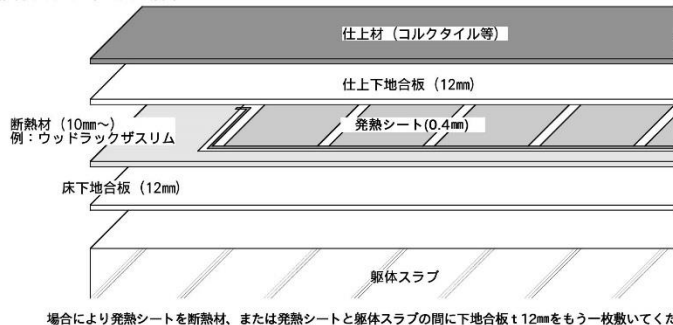 仕上材（コルクタイル等）
仕上下地合板（12㎜）
断熱材（10㎜～）
例：ウッドラックザスリム
発熱シート(0.4㎜)
床下地合板（12㎜）
躯体スラブ
場合により発熱シートを断熱材、または発熱シートと躯体スラブの間に下地合板ｔ12㎜をもう一枚敷いてくだ